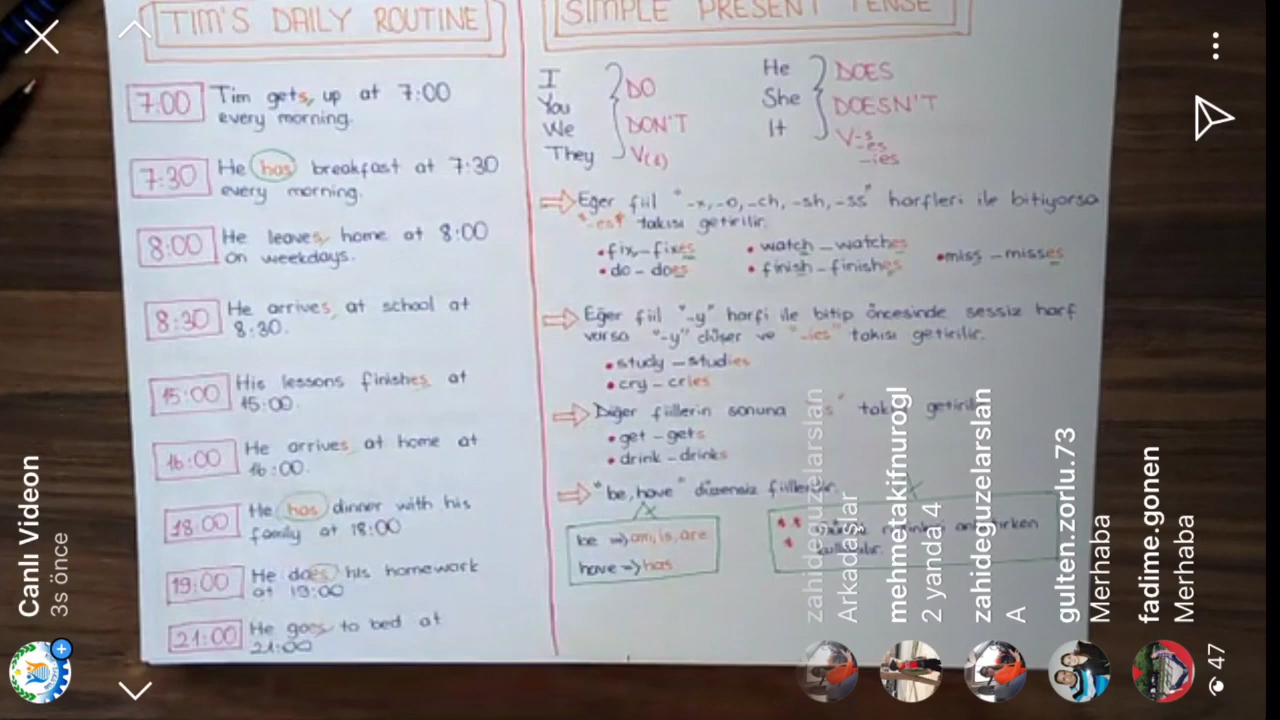 TIM'S DAILY ROUTINE
7:00 Tim gets up at 7:00
every morning.
7:30 He has breakfast at 7:30
every morning.
8:00 He leaves home at 8:00
on weekdays.
8:30 He arrives at school at
8:30.
15:00 His lessons finishes at
15:00.
16:00 He arrives at home at
16:00.
18:00 He has dinner with his
family at 18:00
19:00 He does his homework
at 19:00
21:00 He goes to bed at
21:00
SIMPLE PRESENT TENSE
I
You
We
They
DO
DON'T
He
She
It
DOES
DOESN'T
V-s
-es
-ies
Eğer fiil "-x, -o, -ch, -sh, -ss" harfleri ile bitiyorsa
"-es" takısı getirilir.
• fix - fixes
• do - does
• watch - watches
• finish - finishes
• miss - misses
Eğer fiil "-y" harfi ile bitip öncesinde sessiz harf
varsa "-y" düşer ve "-ies" takısı getirilir.
• study - studies
• cry - cries
Diğer fiillerin sonuna
• get - gets
• drink - drinks
"be, have" düzensiz fiillerdir.
be => am, is, are
have => has
Canlı Videon
3s önce
zahideguzelarslan
Arkadaşlar
mehmetakifnurogl
2 yanda 4
zahideguzelarslan
A
gulten.zorlu.73
Merhaba
fadime.gonen
Merhaba
47